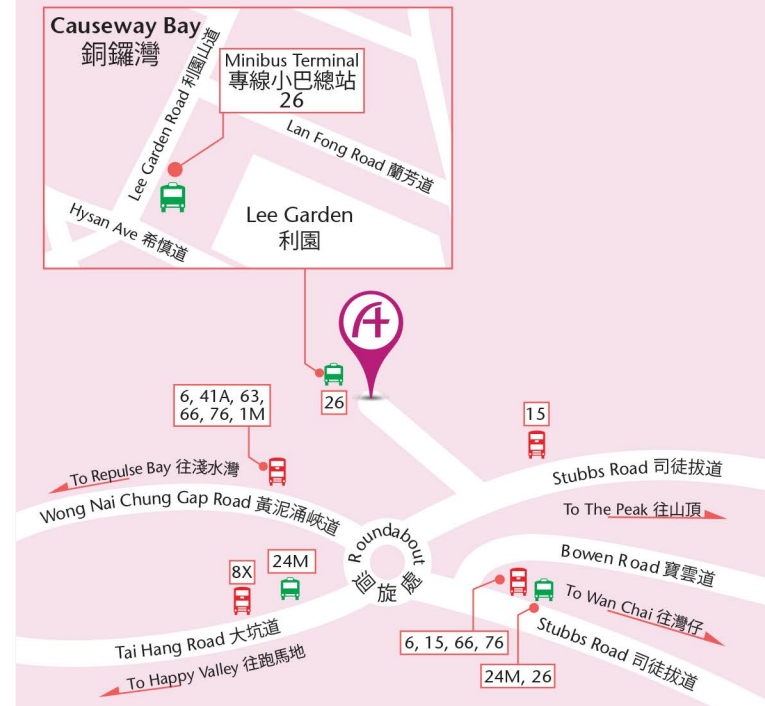 Causeway Bay
銅鑼灣
Minibus Terminal
專線小巴總站
26
Lee Garden Road 利園山道
Lan Fong Road 蘭芳道
Hysan Ave 希慎道
Lee Garden
利園
26
6, 41A, 63,
66, 76, 1M
15
To Repulse Bay 往淺水灣
Wong Nai Chung Gap Road 黃泥涌峽道
Stubbs Road 司徒拔道
To The Peak 往山頂
Roundabout
迴旋處
Bowen Road 寶雲道
8X
24M
To Wan Chai 往灣仔
Stubbs Road 司徒拔道
Tai Hang Road 大坑道
To Happy Valley 往跑馬地
6, 15, 66, 76
24M, 26